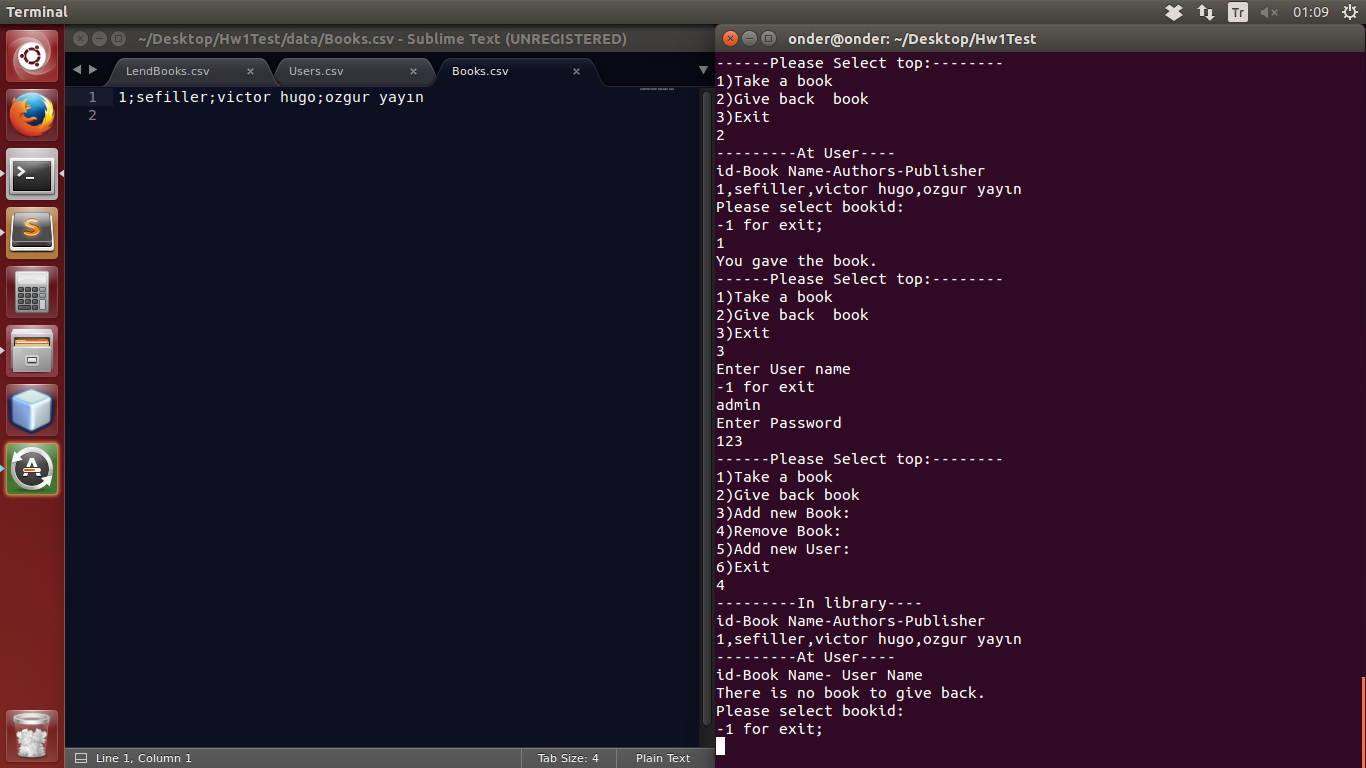 Terminal
Tr
01:09
~/Desktop/Hw1Test/data/Books.csv - Sublime Text (UNREGISTERED)
LendBooks.csv
Users.csv
Books.csv
1 1;sefiller;victor hugo;ozgur yayın
2
Line 1, Column 1
Tab Size: 4
Plain Text
onder@onder: ~/Desktop/Hw1Test
------Please Select top:--------
1)Take a book
2)Give back  book
3)Exit
2
---------At User----
id-Book Name-Authors-Publisher
1,sefiller,victor hugo,ozgur yayın
Please select bookid:
-1 for exit;
1
You gave the book.
------Please Select top:--------
1)Take a book
2)Give back  book
3)Exit
3
Enter User name
-1 for exit
admin
Enter Password
123
------Please Select top:--------
1)Take a book
2)Give back book
3)Add new Book:
4)Remove Book:
5)Add new User:
6)Exit
4
---------In library----
id-Book Name-Authors-Publisher
1,sefiller,victor hugo,ozgur yayın
---------At User----
id-Book Name- User Name
There is no book to give back.
Please select bookid:
-1 for exit;